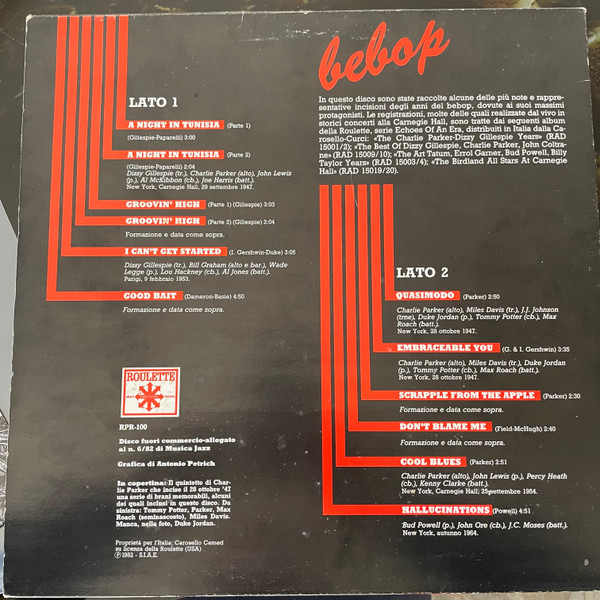 bebop
In questo disco sono state raccolte alcune delle più note e rappre-
sentative incisioni degli anni del bebop, dovute ai suoi massimi
protagonisti. Le registrazioni, molte delle quali realizzate dal vivo in
storici concerti alla Carnegie Hall, sono tratte dai seguenti album
della Roulette, serie Echoes Of An Era, distribuiti in Italia dalla Ca-
rosello-Curci: «The Charlie Parker-Dizzy Gillespie Years» (RAD
15001/2); «The Best Of Dizzy Gillespie, Charlie Parker, John Coltra-
ne» (RAD 15009/10); «The Art Tatum, Errol Garner, Bud Powell, Billy
Taylor Years» (RAD 15003/4); «The Birdland All Stars At Carnegie
Hall» (RAD 15019/20).
LATO 1
A NIGHT IN TUNISIA (Parte 1)
(Gillespie-Paparelli) 3:00
A NIGHT IN TUNISIA (Parte 2)
(Gillespie-Paparelli) 2:04
Dizzy Gillespie (tr.), Charlie Parker (alto), John Lewis
(p.), Al McKibbon (cb.), Joe Harris (batt.)
New York, Carnegie Hall, 29 settembre 1947.
GROOVIN' HIGH (Parte 1) (Gillespie) 3:03
GROOVIN' HIGH (Parte 2) (Gillespie) 2:04
Formazione e data come sopra.
I CAN'T GET STARTED (I. Gershwin-Duke) 3:05
Dizzy Gillespie (tr.), Bill Graham (alto e bar.), Wade
Legge (p.), Lou Hackney (cb.), Al Jones (batt.)
Parigi, 9 febbraio 1953.
GOOD BAIT (Dameron-Basie) 4:50
Formazione e data come sopra.
LATO 2
QUASIMODO (Parker) 2:50
Charlie Parker (alto), Miles Davis (tr.), J.J. Johnson
(trne), Duke Jordan (p.), Tommy Potter (cb.), Max
Roach (batt.)
New York, 28 ottobre 1947.
EMBRACEABLE YOU (G. & I. Gershwin) 3:35
Charlie Parker (alto), Miles Davis (tr.), Duke Jordan
(p.), Tommy Potter (cb.), Max Roach (batt.)
New York, 28 ottobre 1947.
SCRAPPLE FROM THE APPLE (Parker) 2:30
Formazione e data come sopra.
DON'T BLAME ME (Field-McHugh) 2:40
Formazione e data come sopra.
COOL BLUES (Parker) 2:51
Charlie Parker (alto), John Lewis (p.), Percy Heath
(cb.), Kenny Clarke (batt.)
New York, Carnegie Hall, 25 settembre 1954.
HALLUCINATIONS (Powell) 4:51
Bud Powell (p.), John Ore (cb.), J.C. Moses (batt.)
New York, autunno 1964.
ROULETTE
RPR-100
Disco fuori commercio-allegato
al n. 6/82 di Musica Jazz
Grafica di Antonio Petrich
In copertina: Il quintetto di Char-
lie Parker che incise il 28 ottobre '47
una serie di brani memorabili, alcuni
dei quali inclusi in questo disco. Da
sinistra: Tommy Potter, Parker, Max
Roach (seminascosto), Miles Davis.
Manca, nella foto, Duke Jordan.
Proprietà per l'Italia: Carosello Cemed
su licenza della Roulette (USA)
Ⓟ 1982 - S.I.A.E.